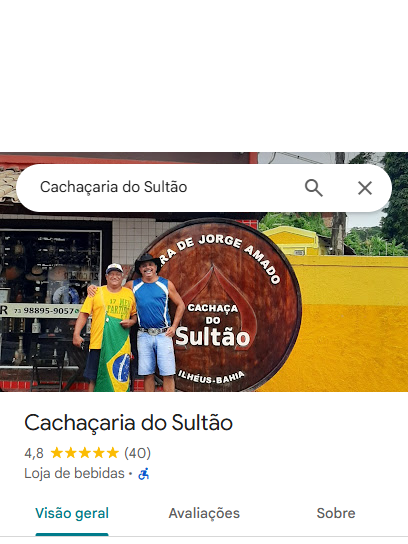 Cachaçaria do Sultão
RA DE JORGE AMADO
CACHAÇA
DO
Sultão
ILHÉUS-BAHIA
R 73 98895-9057
Cachaçaria do Sultão
4,8 (40)
Loja de bebidas ·
Visão geral Avaliações Sobre